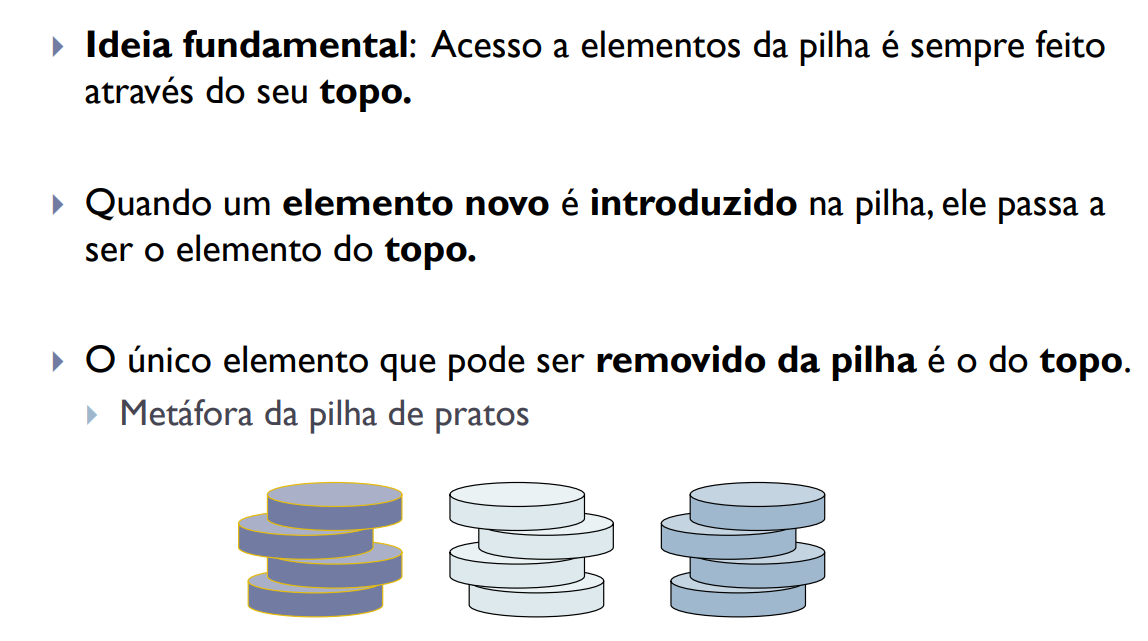 Ideia fundamental: Acesso a elementos da pilha é sempre feito
através do seu topo.
Quando um elemento novo é introduzido na pilha, ele passa a
ser o elemento do topo.
O único elemento que pode ser removido da pilha é o do topo.
Metáfora da pilha de pratos